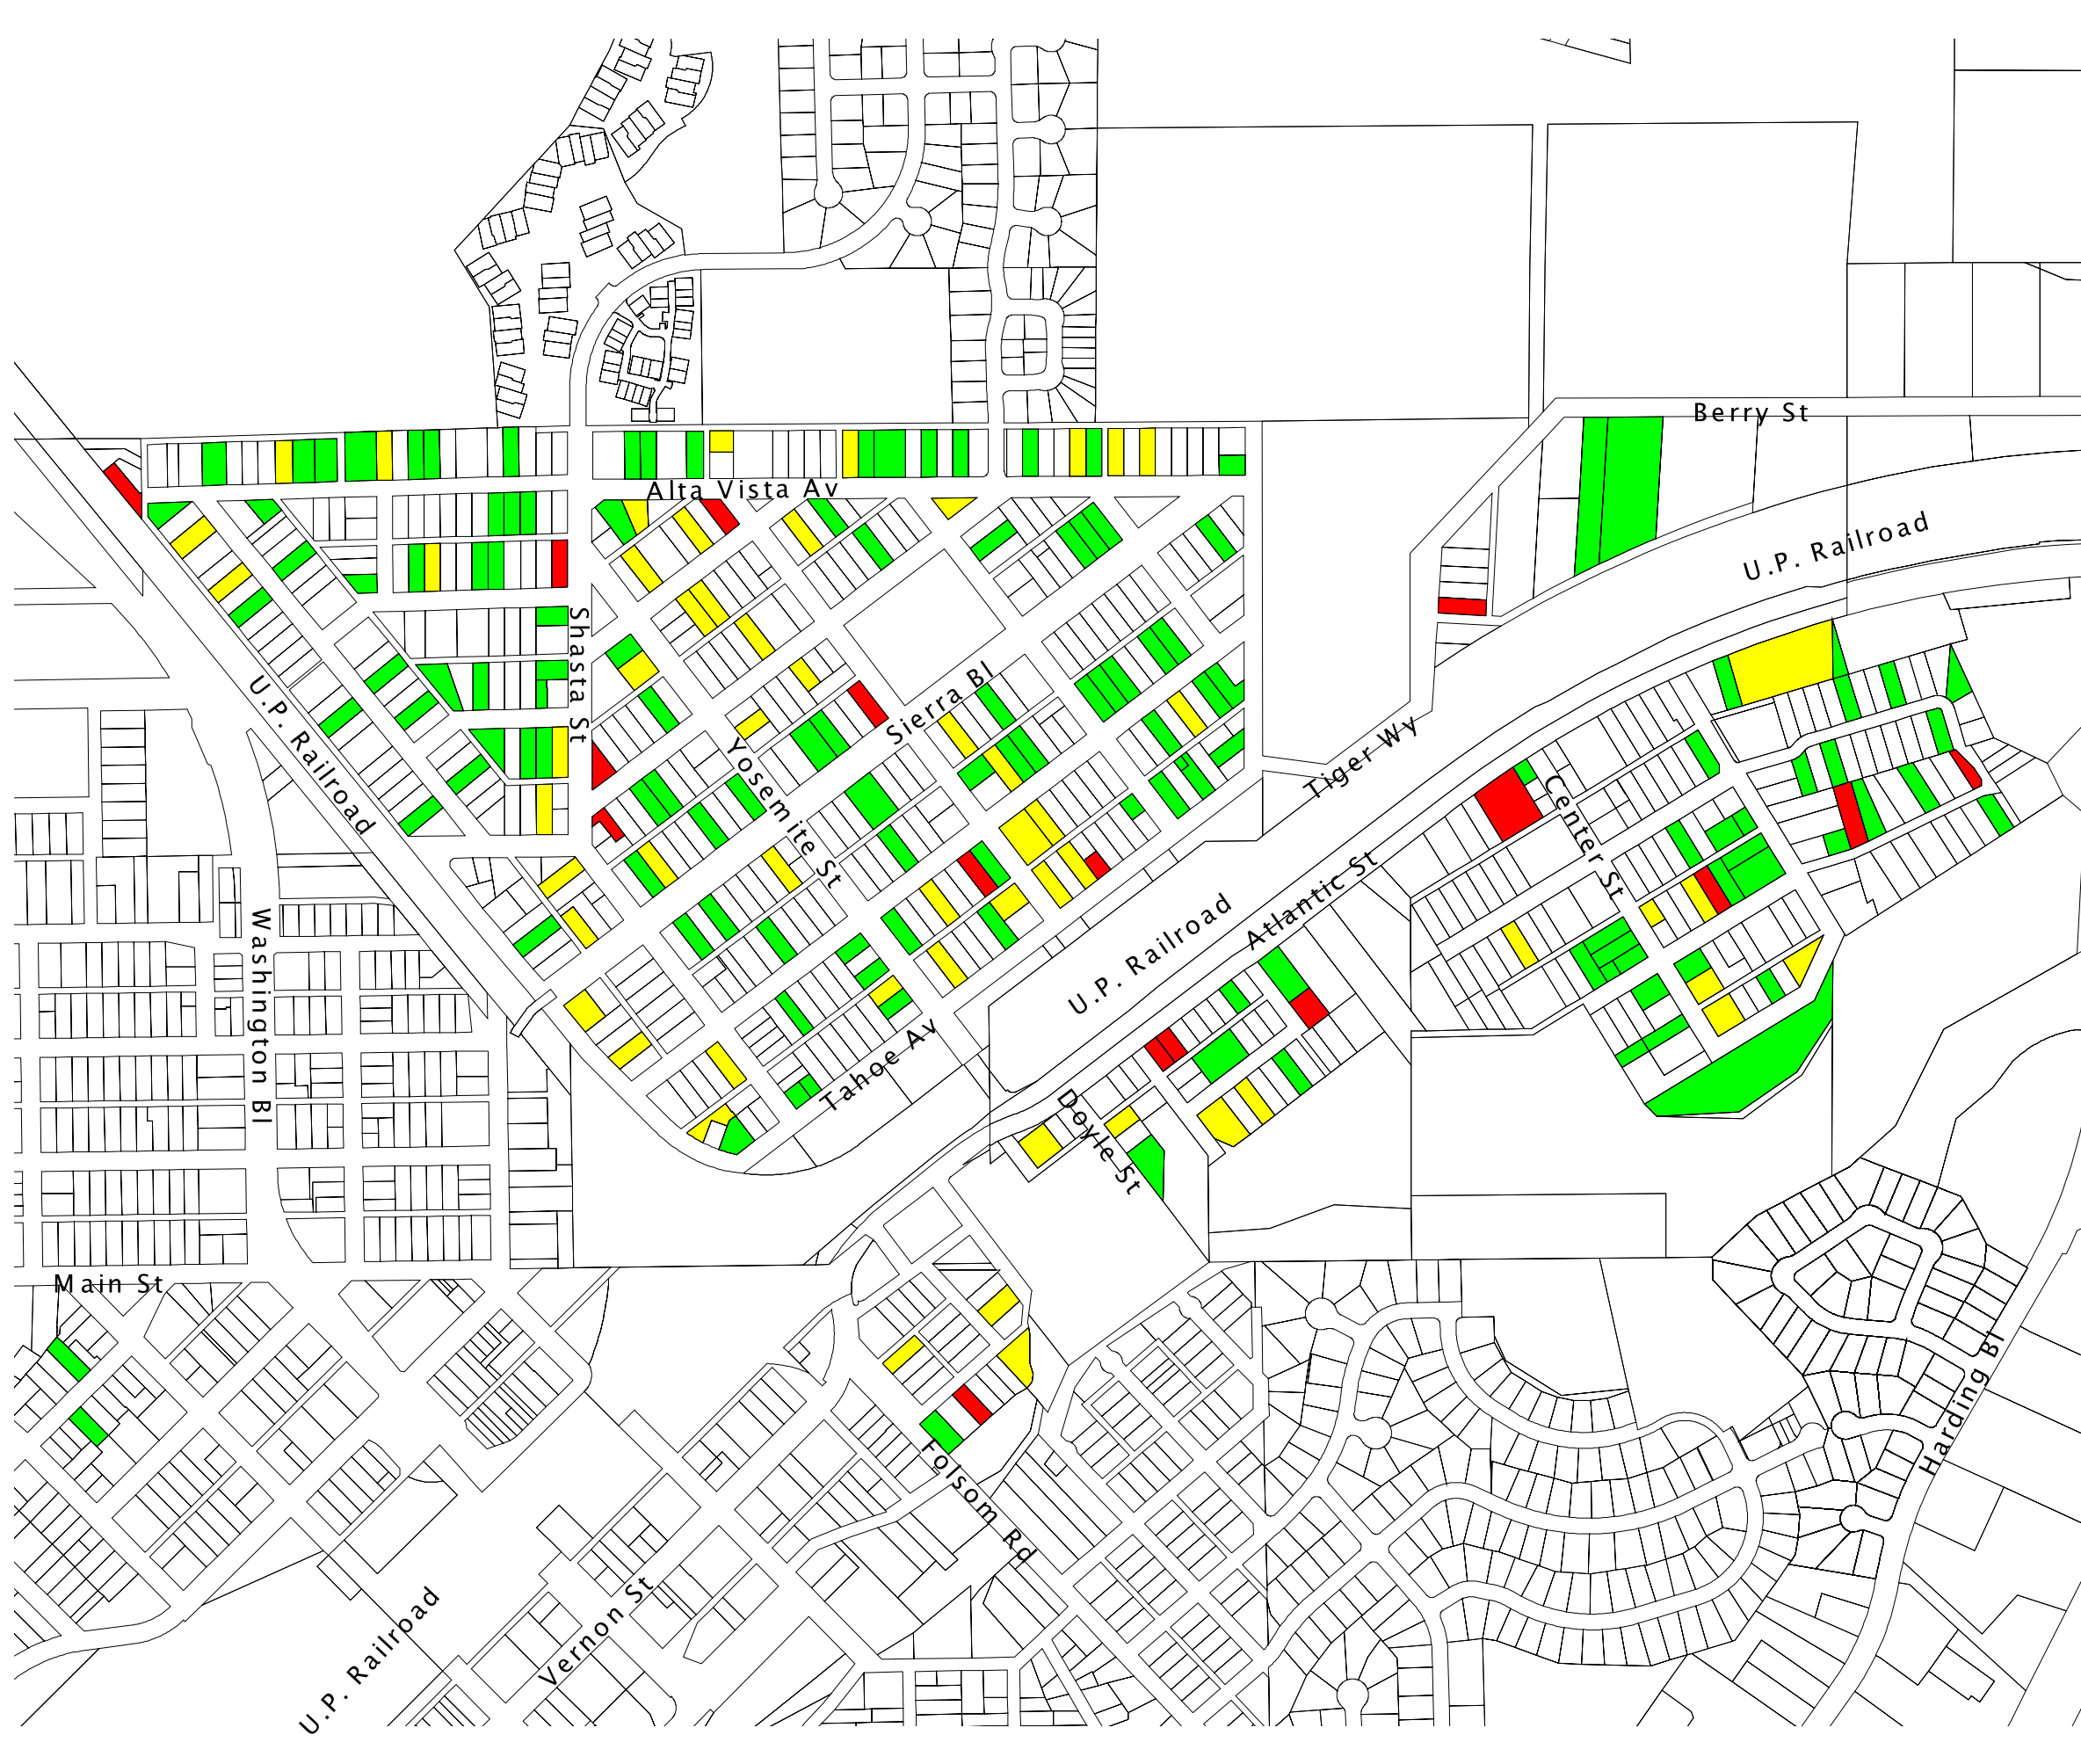 Berry St
Alta Vista Av
U.P. Railroad
Shasta St
Sierra Bl
U.P. Railroad
Yosemite St
Tiger Wy
Center St
Atlantic St
Washington Bl
U.P. Railroad
Tahoe Av
Doyle St
Main St
Harding Bl
Folsom Rd
Vernon St
U.P. Railroad